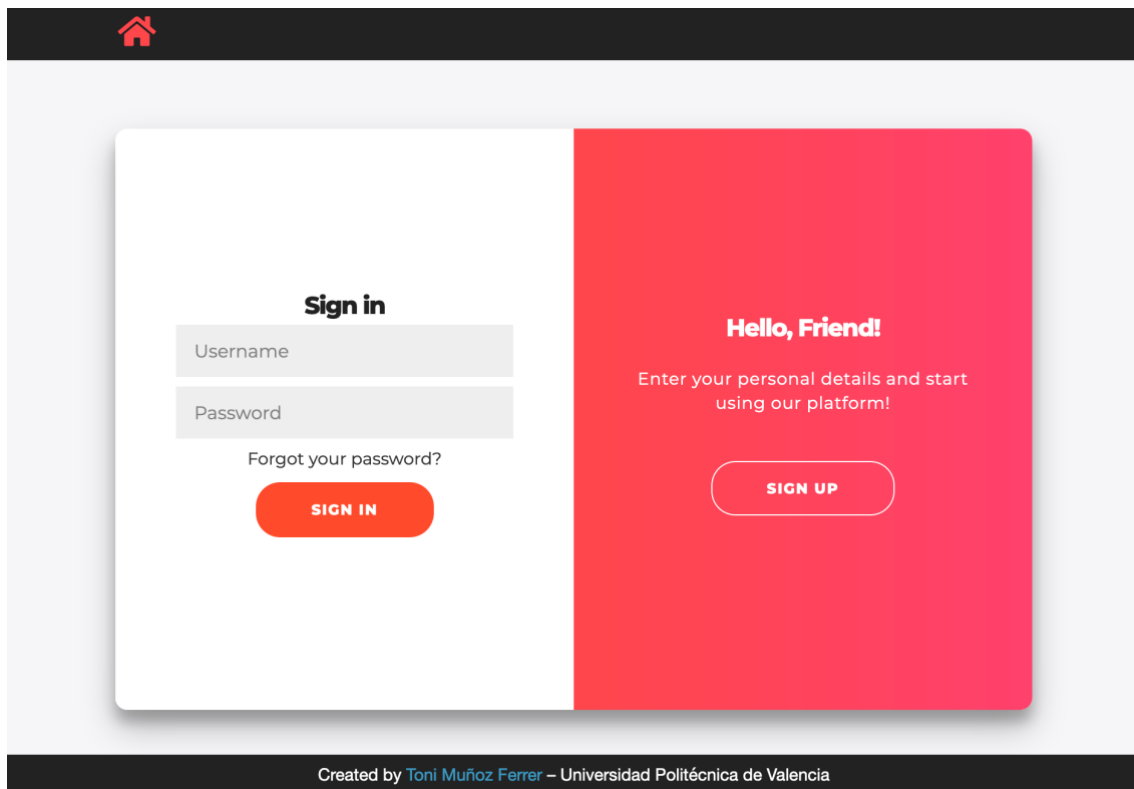 Sign in
Username
Password
Forgot your password?
SIGN IN
Hello, Friend!
Enter your personal details and start
using our platform!
SIGN UP
Created by Toni Muñoz Ferrer – Universidad Politécnica de Valencia